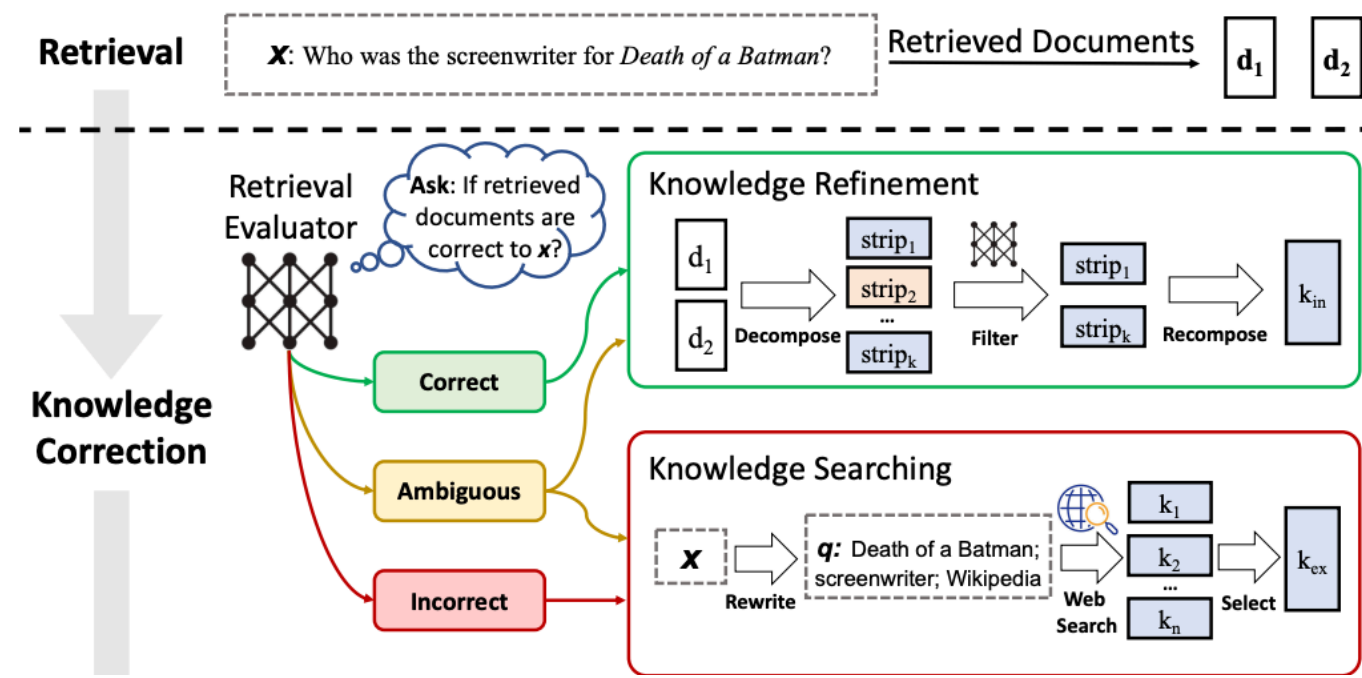 Retrieval
x: Who was the screenwriter for Death of a Batman?
Retrieved Documents
d1
d2
Retrieval
Evaluator
Ask: If retrieved
documents are
correct to x?
Knowledge
Correction
Correct
Ambiguous
Incorrect
Knowledge Refinement
d1
d2
Decompose
strip1
strip2
...
stripk
Filter
strip1
stripk
Recompose
kin
Knowledge Searching
x
Rewrite
q: Death of a Batman;
screenwriter; Wikipedia
Web
Search
k1
k2
...
kn
Select
kex